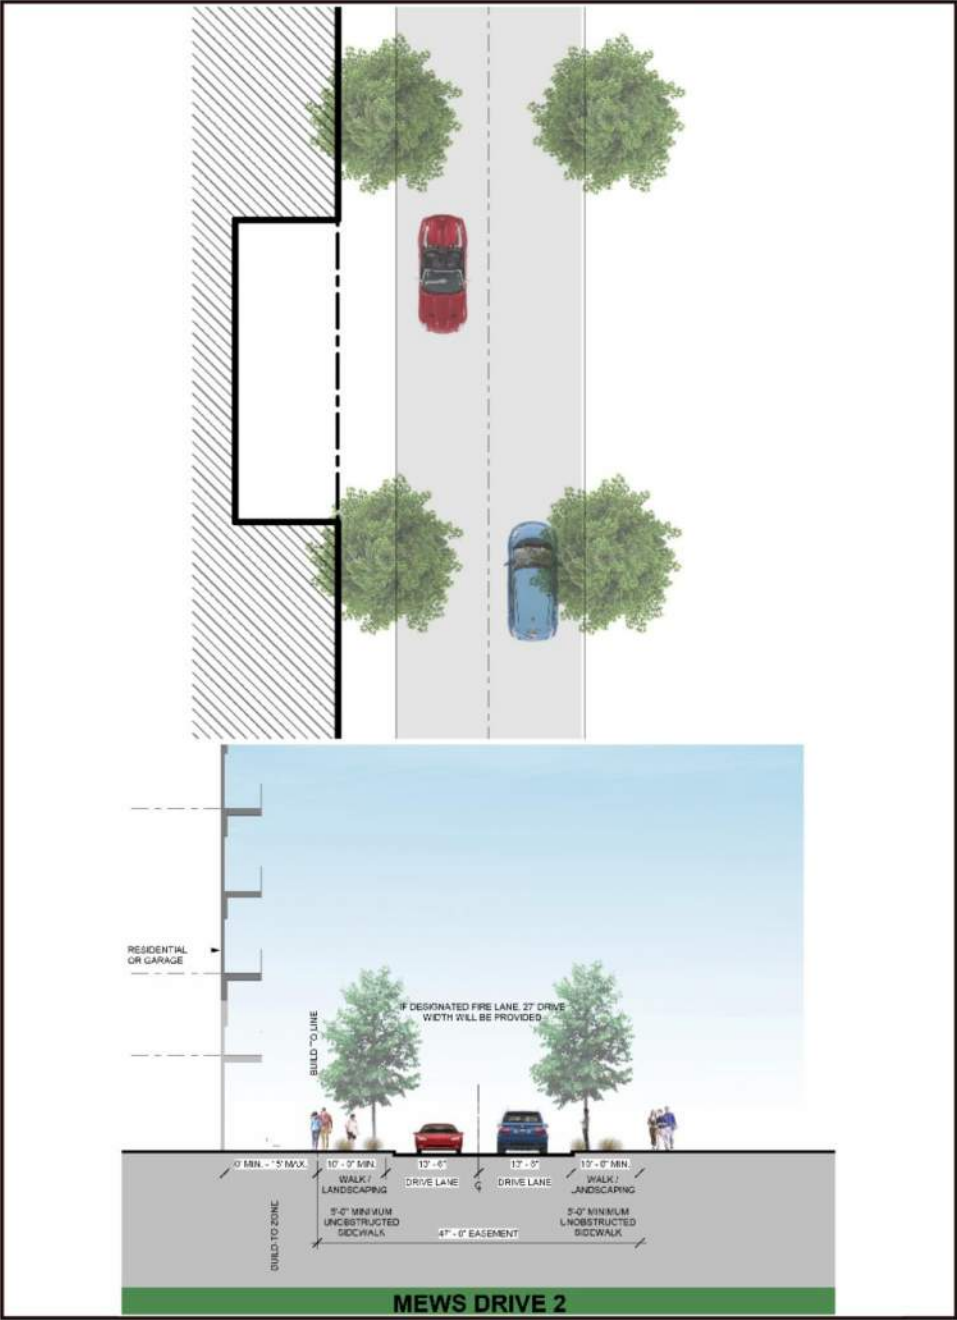 RESIDENTIAL
OR GARAGE
IF DESIGNATED FIRE LANE, 27' DRIVE
WIDTH WILL BE PROVIDED
BUILD TO LINE
0' MIN. - 15' MAX.
10' - 0" MIN.
13' - 6"
13' - 6"
10' - 0" MIN.
WALK /
LANDSCAPING
DRIVE LANE
DRIVE LANE
WALK /
LANDSCAPING
5'-0" MINIMUM
UNOBSTRUCTED
SIDEWALK
5'-0" MINIMUM
UNOBSTRUCTED
SIDEWALK
47' - 0" EASEMENT
BUILD-TO ZONE
MEWS DRIVE 2